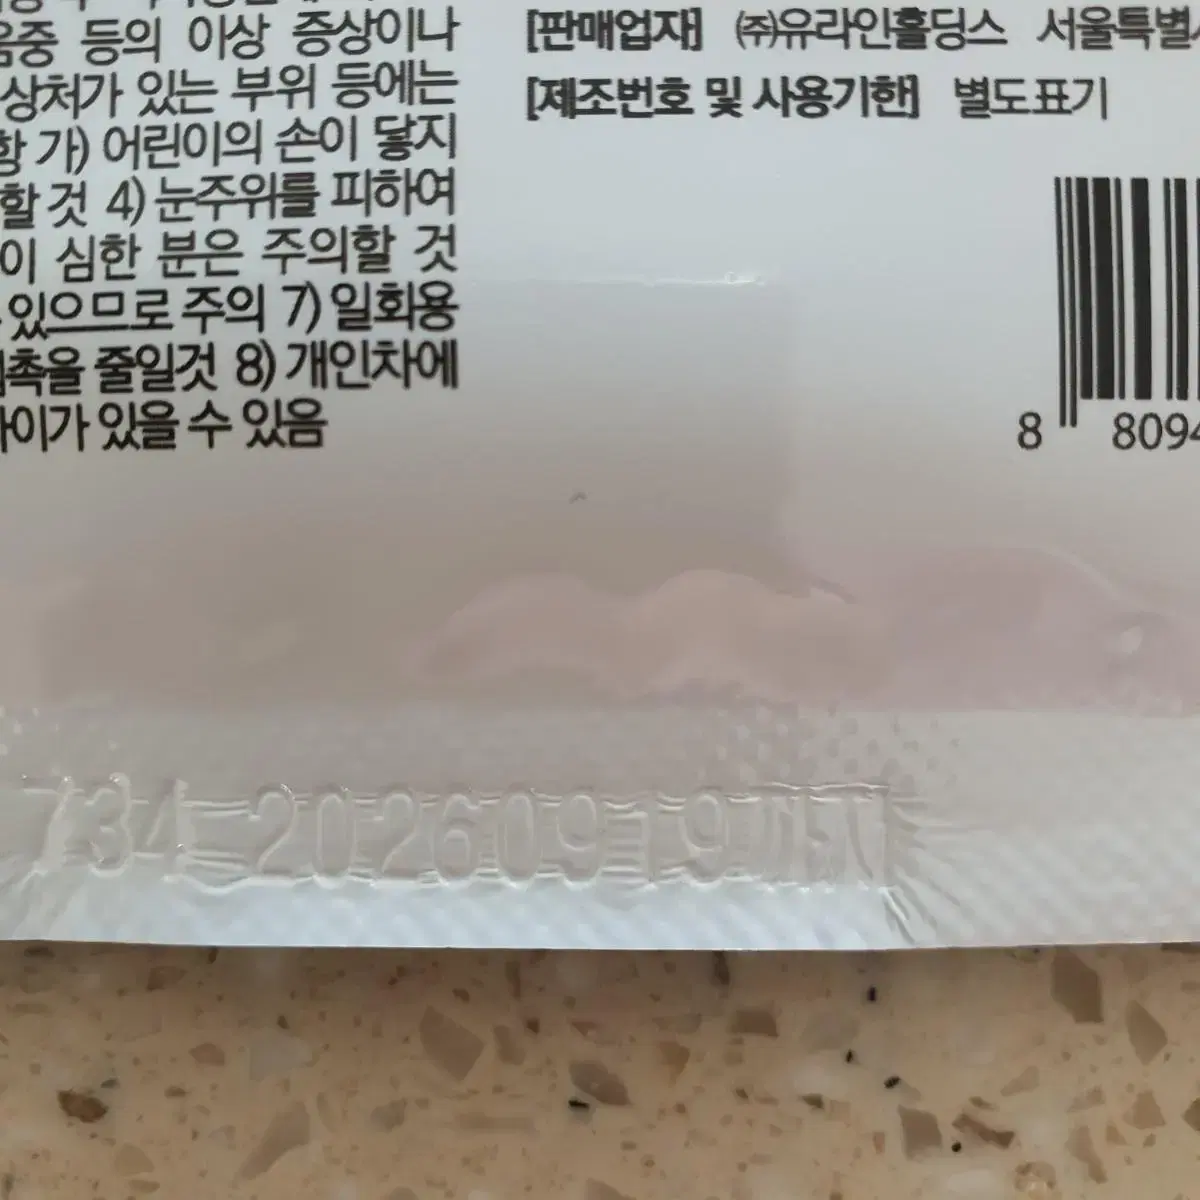 음중 등의 이상 증상이나
상처가 있는 부위 등에는
항 가) 어린이의 손이 닿지
할 것 4) 눈주위를 피하여
이 심한 분은 주의할 것
있으므로 주의 7) 일회용
촉을 줄일것 8) 개인차에
차이가 있을 수 있음
[판매업자] ㈜유라인홀딩스 서울특별시
[제조번호 및 사용기한] 별도표기
8 8094
734 20260919까지